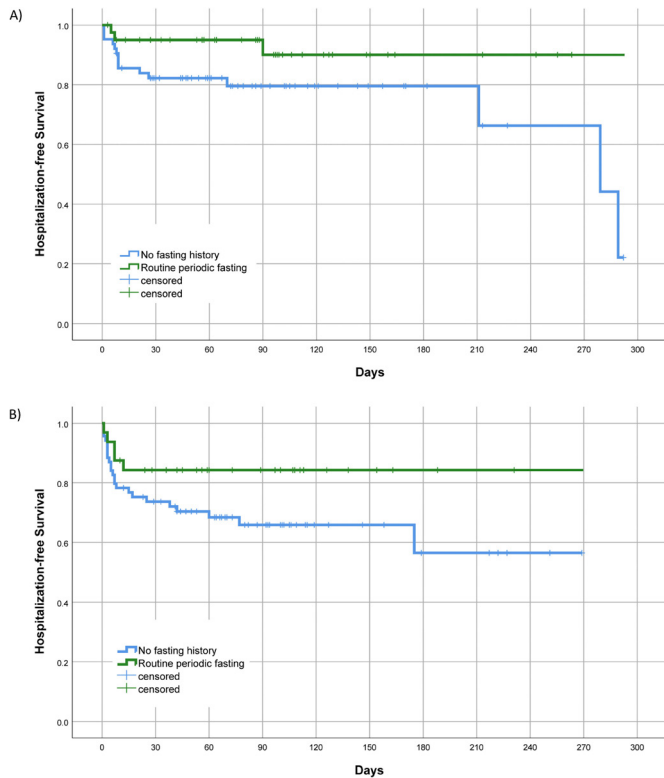 A)
Hospitalization-free Survival
1.0
0.8
0.6
0.4
0.2
0.0
No fasting history
Routine periodic fasting
censored
censored
0 30 60 90 120 150 180 210 240 270 300
Days
B)
Hospitalization-free Survival
1.0
0.8
0.6
0.4
0.2
0.0
No fasting history
Routine periodic fasting
censored
censored
0 30 60 90 120 150 180 210 240 270 300
Days